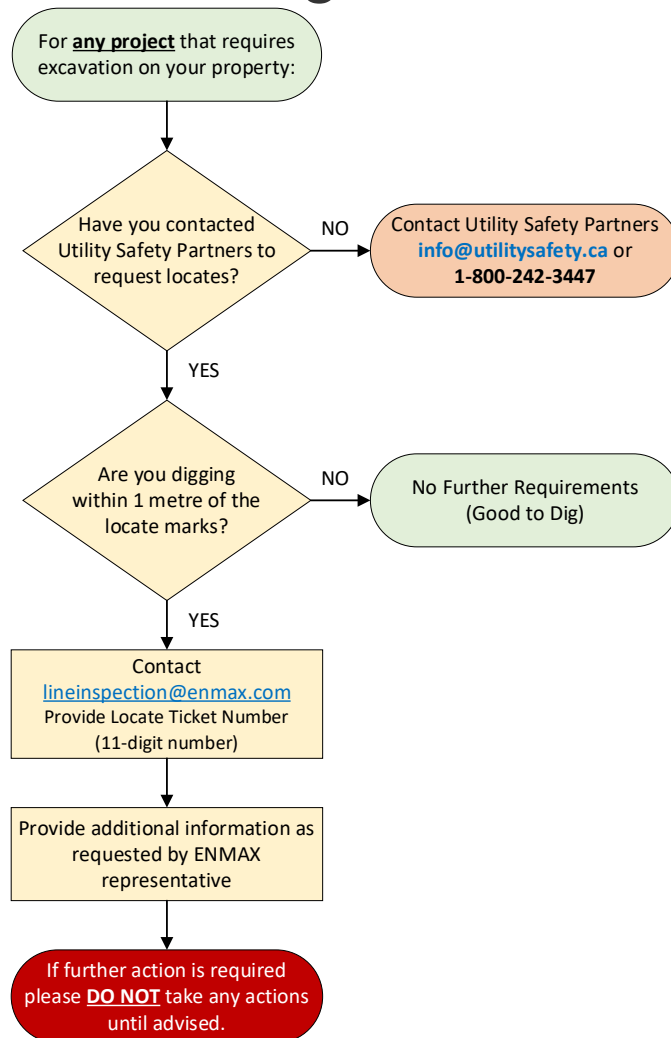 For any project that requires
excavation on your property:
Have you contacted
Utility Safety Partners to
request locates?
NO
Contact Utility Safety Partners
info@utilitysafety.ca or
1-800-242-3447
YES
Are you digging
within 1 metre of the
locate marks?
NO
No Further Requirements
(Good to Dig)
YES
Contact
lineinspection@enmax.com
Provide Locate Ticket Number
(11-digit number)
Provide additional information as
requested by ENMAX
representative
If further action is required
please DO NOT take any actions
until advised.